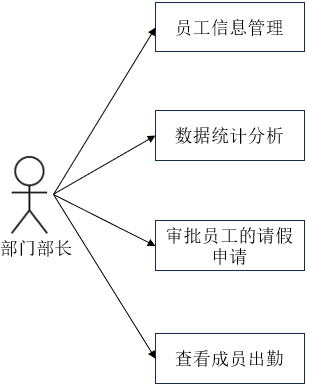 员工信息管理
数据统计分析
部门部长
审批员工的请假
申请
查看成员出勤